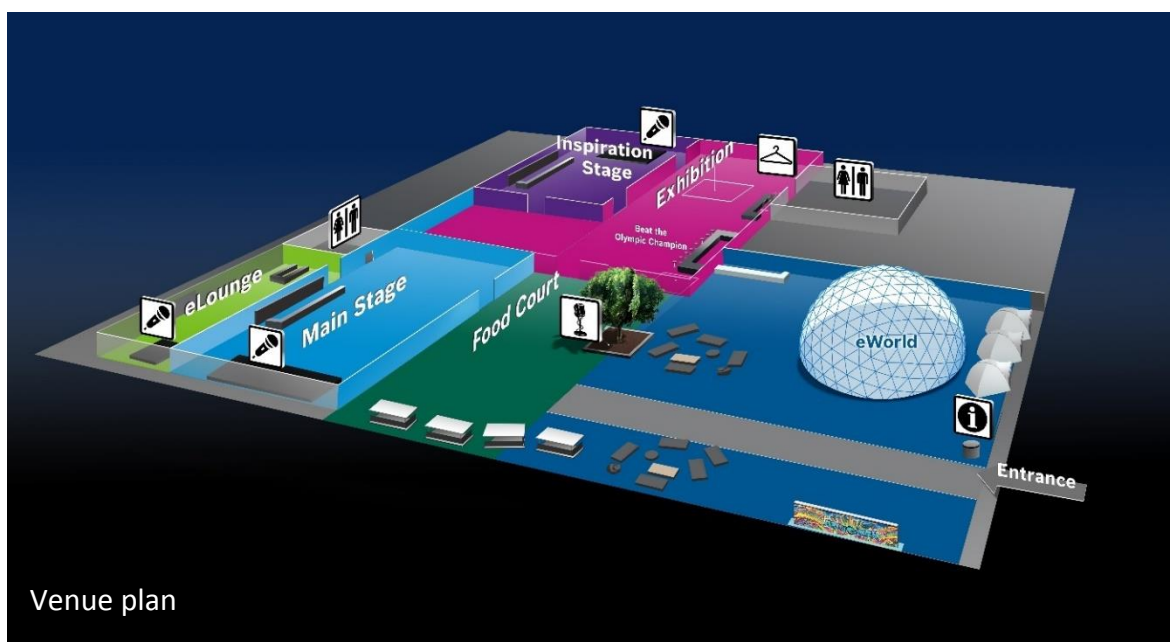 Inspiration
Stage
Exhibition
Beat the
Olympic Champion
eLounge
Main Stage
Food Court
eWorld
i
Entrance
Venue plan